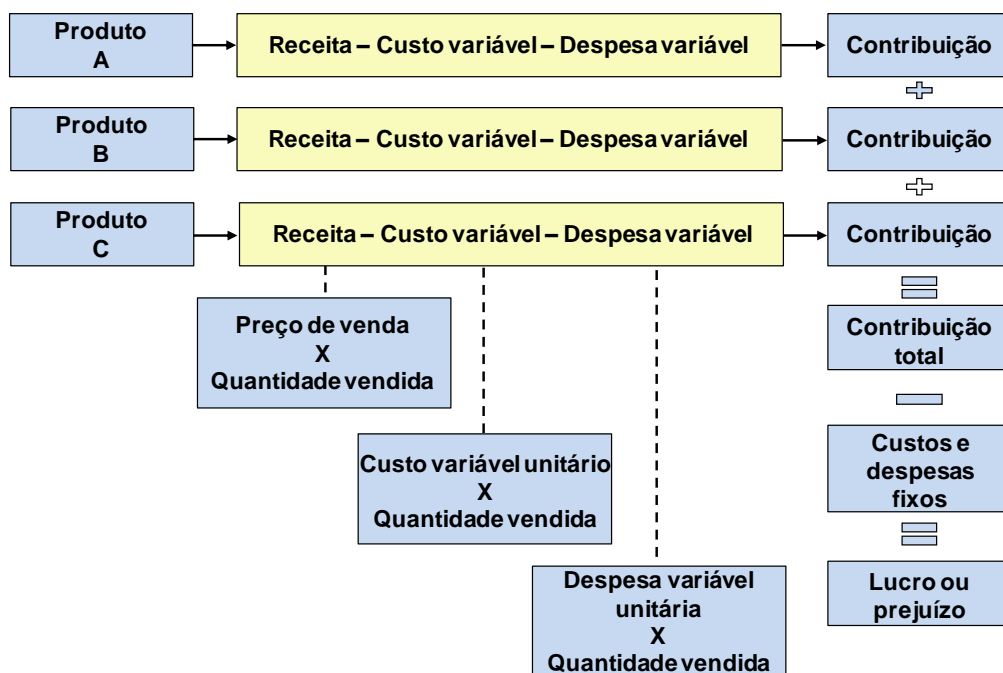 Produto
A
Receita – Custo variável – Despesa variável
Contribuição
Produto
B
Receita – Custo variável – Despesa variável
Contribuição
Produto
C
Receita – Custo variável – Despesa variável
Contribuição
Preço de venda
X
Quantidade vendida
Contribuição
total
Custo variável unitário
X
Quantidade vendida
Custos e
despesas
fixos
Despesa variável
unitária
X
Quantidade vendida
Lucro ou
prejuízo